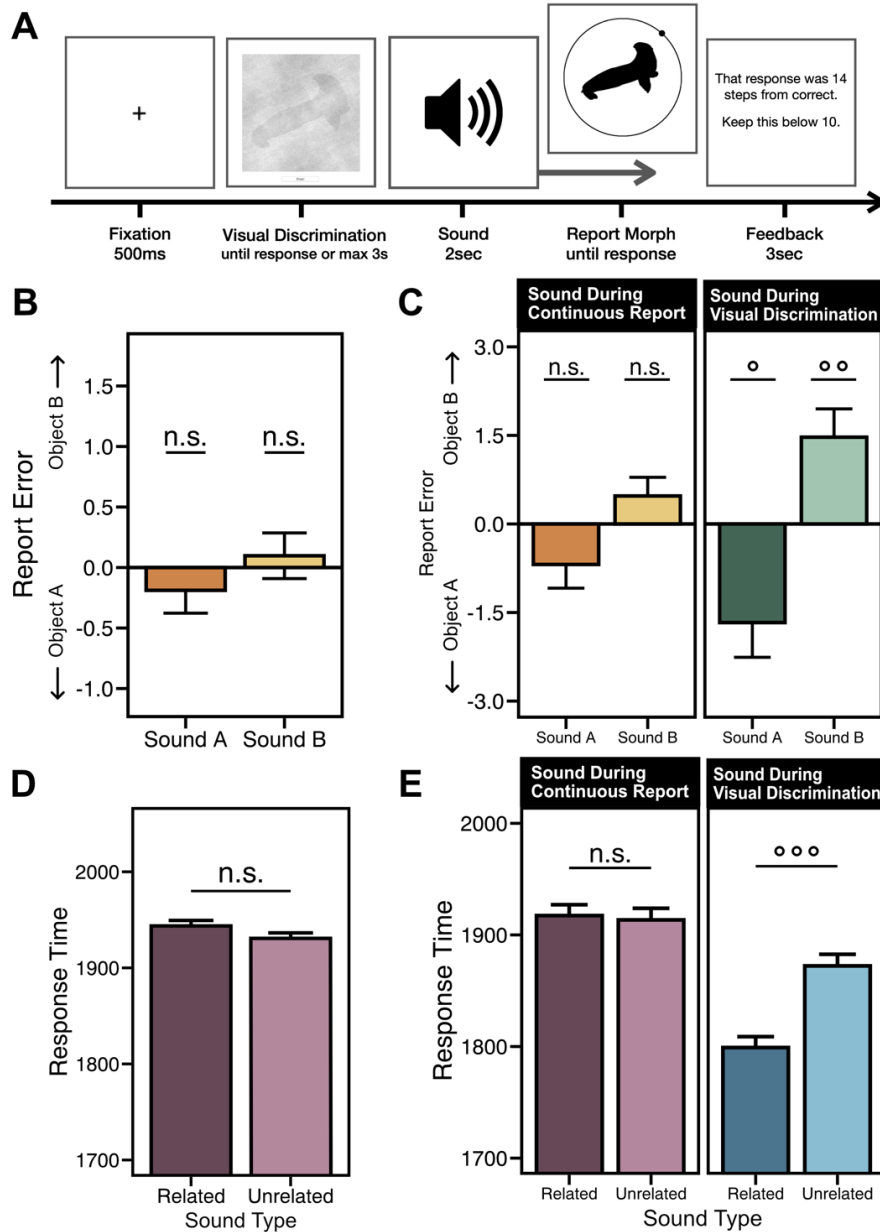 A
+
That response was 14
steps from correct.
Keep this below 10.
Fixation
500ms
Visual Discrimination
until response or max 3s
Sound
2sec
Report Morph
until response
Feedback
3sec
B
Report Error
Object B
Object A
1.5
1.0
0.5
0.0
-0.5
-1.0
n.s.
n.s.
Sound A
Sound B
C
Sound During
Continuous Report
Sound During
Visual Discrimination
Report Error
Object B
Object A
3.0
1.5
0.0
-1.5
-3.0
n.s.
n.s.
Sound A
Sound B
Sound A
Sound B
D
Response Time
2000
1900
1800
1700
n.s.
Related
Unrelated
Sound Type
E
Sound During
Continuous Report
Sound During
Visual Discrimination
Response Time
2000
1900
1800
1700
n.s.
Related
Unrelated
Related
Unrelated
Sound Type